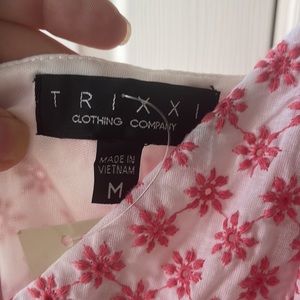 TRIXXI
CLOTHING COMPANY
MADE IN
VIETNAM
M